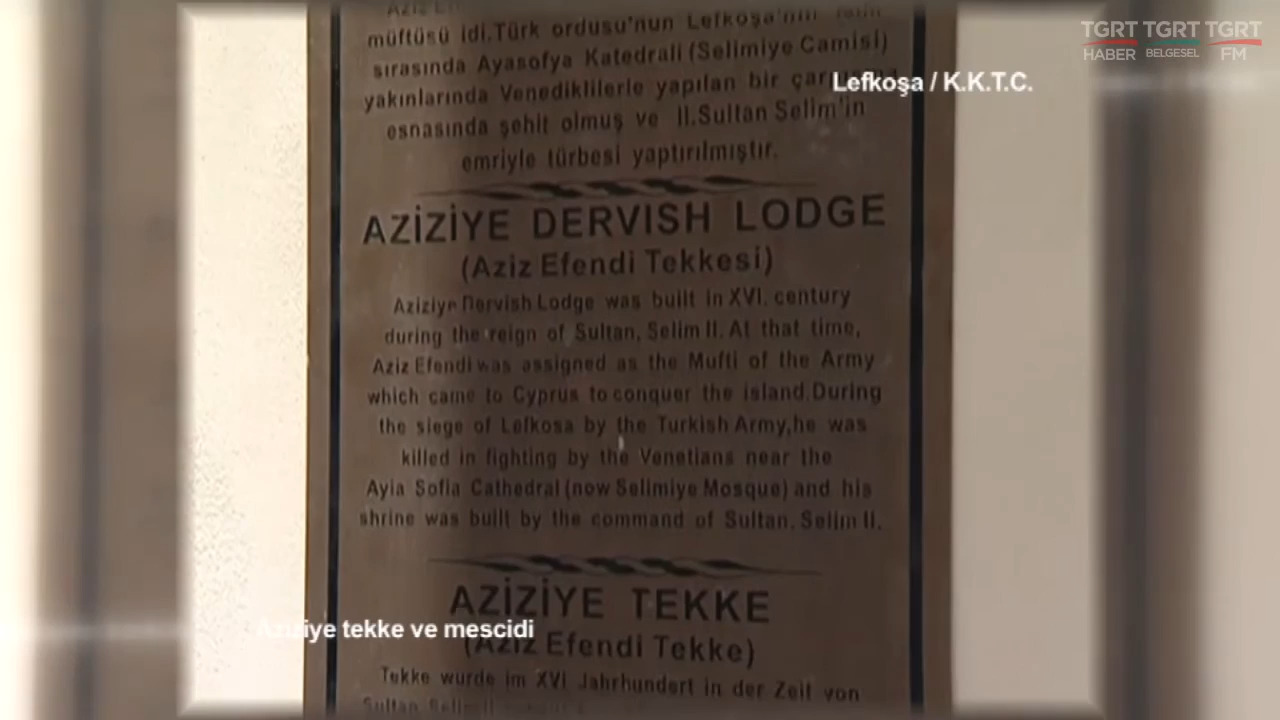 TGRT TGRT TGRT
HABER BELGESEL FM
Lefkoşa / K.K.T.C.
müftüsü idi.Türk ordusu'nun Lefkoşa'nın
sırasında Ayasofya Katedrali (Selimiye Camisi)
yakınlarında Venediklilerle yapılan bir
esnasında şehit olmuş ve II.Sultan Selim'in
emriyle türbesi yaptırılmıştır.
AZİZİYE DERVISH LODGE
(Aziz Efendi Tekkesi)
Aziziye Dervish Lodge was built in XVI. century
during the reign of Sultan. Selim II. At that time,
Aziz Efendi was assigned as the Mufti of the Army
which came to Cyprus to conquer the island.During
the siege of Lefkosa by the Turkish Army,he was
killed in fighting by the Venetians near the
Ayia Sofia Cathedral (now Selimiye Mosque) and his
shrine was built by the command of Sultan. Selim II.
AZİZİYE TEKKE
(Aziz Efendi Tekke)
Aziziye tekke ve mescidi
Tekke wurde im XVI Jahrhundert in der Zeit von
Sultan Selim II